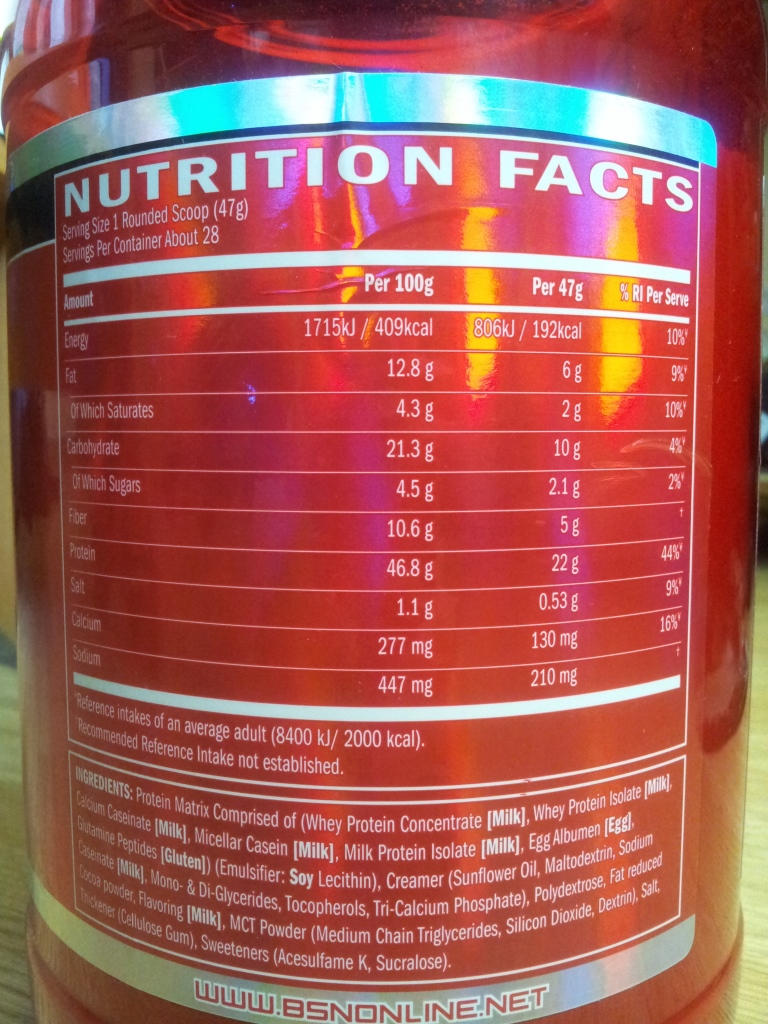 NUTRITION FACTS
Serving Size 1 Rounded Scoop (47g)
Servings Per Container About 28
Amount Per 100g Per 47g % RI Per Serve
Energy 1715kJ / 409kcal 806kJ / 192kcal 10%¥
Fat 12.8 g 6 g 9%¥
Of Which Saturates 4.3 g 2 g 10%¥
Carbohydrate 21.3 g 10 g 4%¥
Of Which Sugars 4.5 g 2.1 g 2%¥
Fiber 10.6 g 5 g †
Protein 46.8 g 22 g 44%¥
Salt 1.1 g 0.53 g 9%¥
Calcium 277 mg 130 mg 16%¥
Sodium 447 mg 210 mg †
¥Reference intakes of an average adult (8400 kJ/ 2000 kcal).
†Recommended Reference Intake not established.
INGREDIENTS: Protein Matrix Comprised of (Whey Protein Concentrate [Milk], Whey Protein Isolate [Milk],
Calcium Caseinate [Milk], Micellar Casein [Milk], Milk Protein Isolate [Milk], Egg Albumen [Egg],
Glutamine Peptides [Gluten]) (Emulsifier: Soy Lecithin), Creamer (Sunflower Oil, Maltodextrin, Sodium
Caseinate [Milk], Mono- & Di-Glycerides, Tocopherols, Tri-Calcium Phosphate), Polydextrose, Fat reduced
Cocoa powder, Flavoring [Milk], MCT Powder (Medium Chain Triglycerides, Silicon Dioxide, Dextrin), Salt,
Thickener (Cellulose Gum), Sweeteners (Acesulfame K, Sucralose).
WWW.BSNONLINE.NET